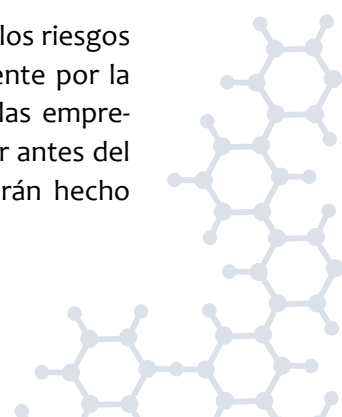 los riesgos
ente por la
las empre-
r antes del
rán hecho